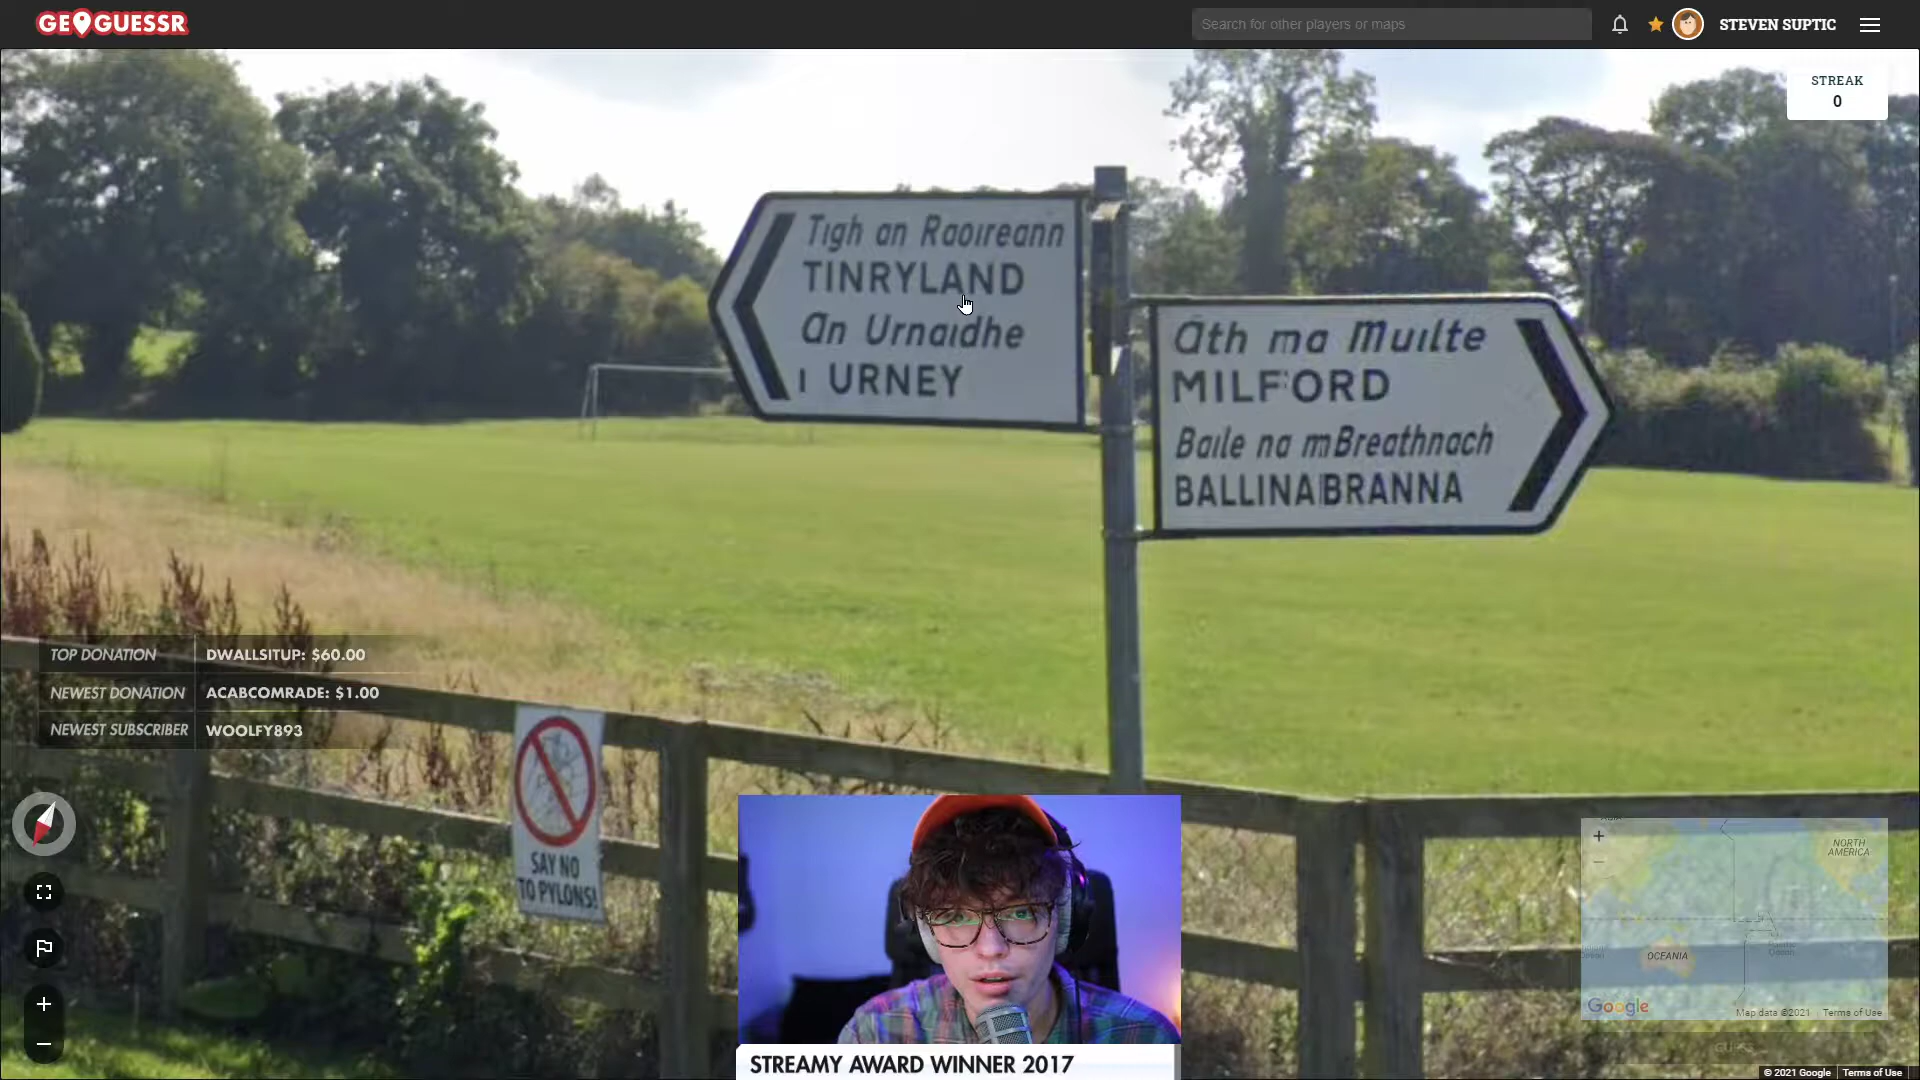 GEOGUESSR
Search for other players or maps
STEVEN SUPTIC
STREAK
0
Tigh an Raoireann
TINRYLAND
An Urnaidhe
URNEY
Áth na Muilte
MILFORD
Baile na mBreathnach
BALLINABRANNA
TOP DONATION DWALLSITUP: $60.00
NEWEST DONATION ACABCOMRADE: $1.00
NEWEST SUBSCRIBER WOOLFY893
SAY NO
TO PYLONS!
NORTH
AMERICA
OCEANIA
Pacific
Ocean
Google
Map data ©2021 Terms of Use
STREAMY AWARD WINNER 2017
© 2021 Google Terms of Use